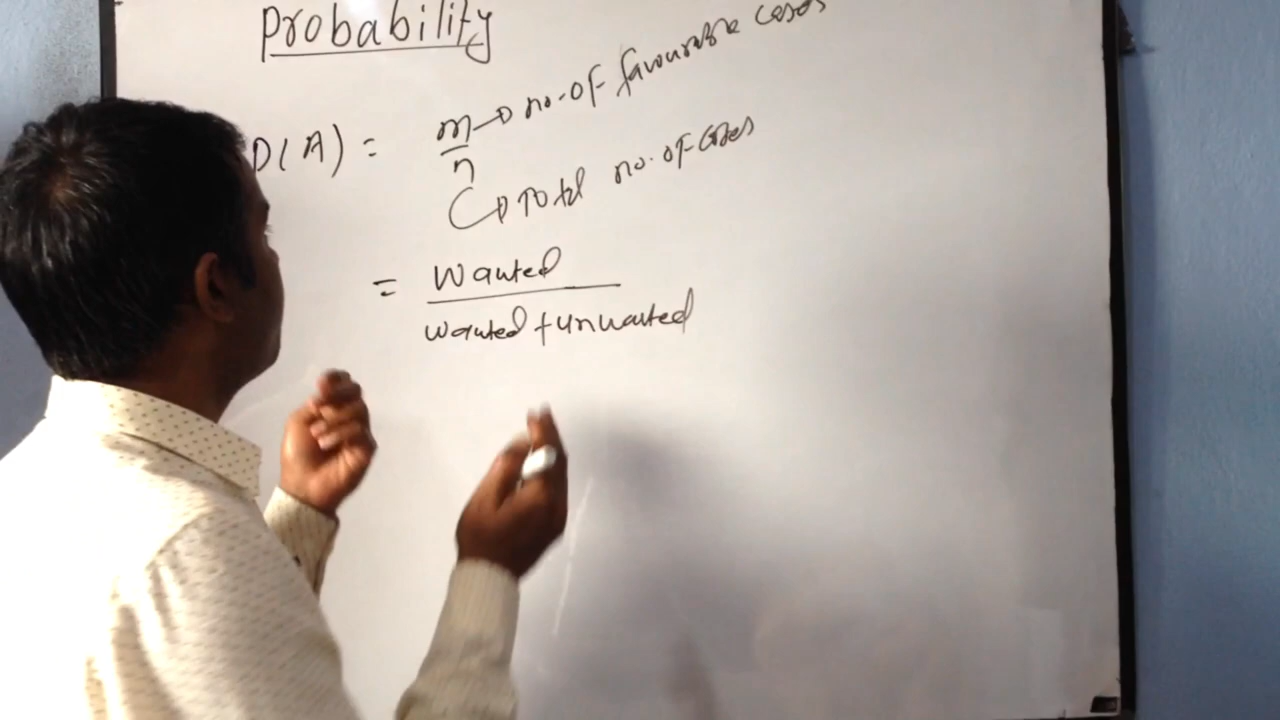 Probability
P(A) = m/n
m → no. of favourable cases
n → Total no. of cases
= Wanted
wanted + unwanted